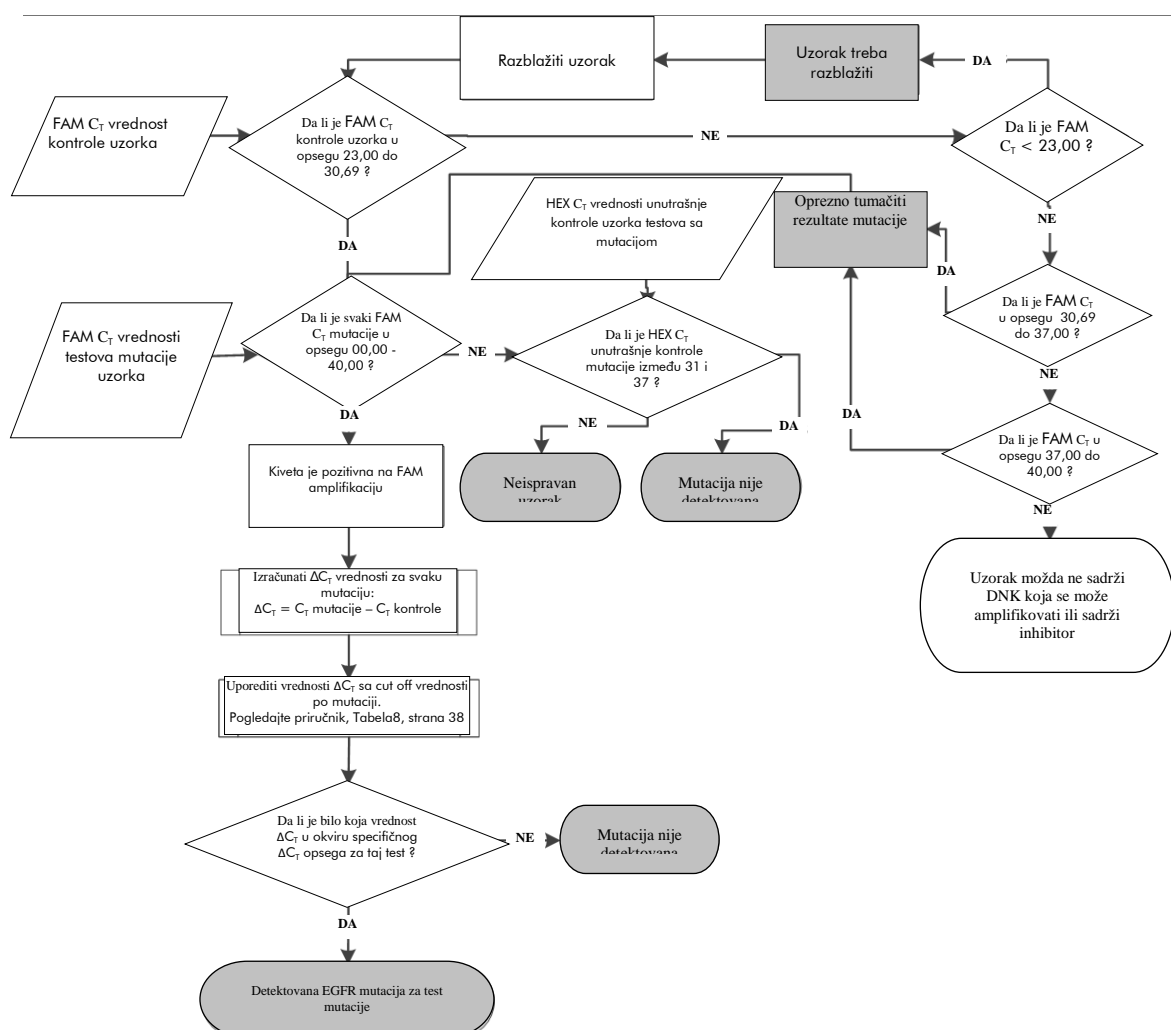 Razblažiti uzorak
Uzorak treba
razblažiti
DA
FAM CT vrednost
kontrole uzorka
Da li je FAM CT
kontrole uzorka u
opsegu 23,00 do
30,69 ?
NE
Da li je FAM
CT < 23,00 ?
HEX CT vrednosti unutrašnje
kontrole uzorka testova sa
mutacijom
Oprezno tumačiti
rezultate mutacije
NE
DA
DA
FAM CT vrednosti
testova mutacije
uzorka
Da li je svaki FAM
CT mutacije u
opsegu 00,00 -
40,00 ?
NE
Da li je HEX CT
unutrašnje kontrole
mutacije između 31 i
37 ?
Da li je FAM CT
u opsegu 30,69
do 37,00 ?
NE
DA
DA
NE
DA
Da li je FAM CT u
opsegu 37,00 do
40,00 ?
Kiveta je pozitivna na FAM
amplifikaciju
Neispravan
uzorak
Mutacija nije
detektovana
NE
Izračunati ΔCT vrednosti za svaku
mutaciju:
ΔCT = CT mutacije – CT kontrole
Uzorak možda ne sadrži
DNK koja se može
amplifikovati ili sadrži
inhibitor
Uporediti vrednosti ΔCT sa cut off vrednosti
po mutaciji.
Pogledajte priručnik, Tabela8, strana 38
Da li je bilo koja vrednost
ΔCT u okviru specifičnog
ΔCT opsega za taj test ?
NE
Mutacija nije
detektovana
DA
Detektovana EGFR mutacija za test
mutacije